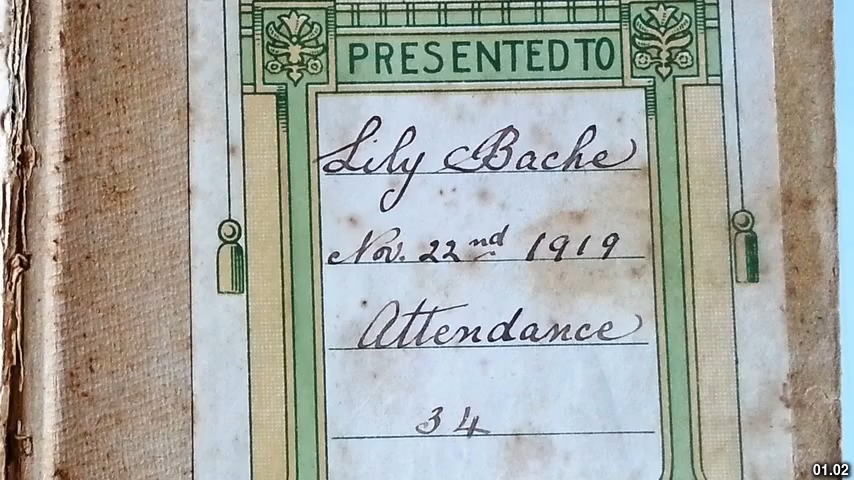 PRESENTED TO
Lily Bache
Nov. 22nd 1919
Attendance
34
01.02